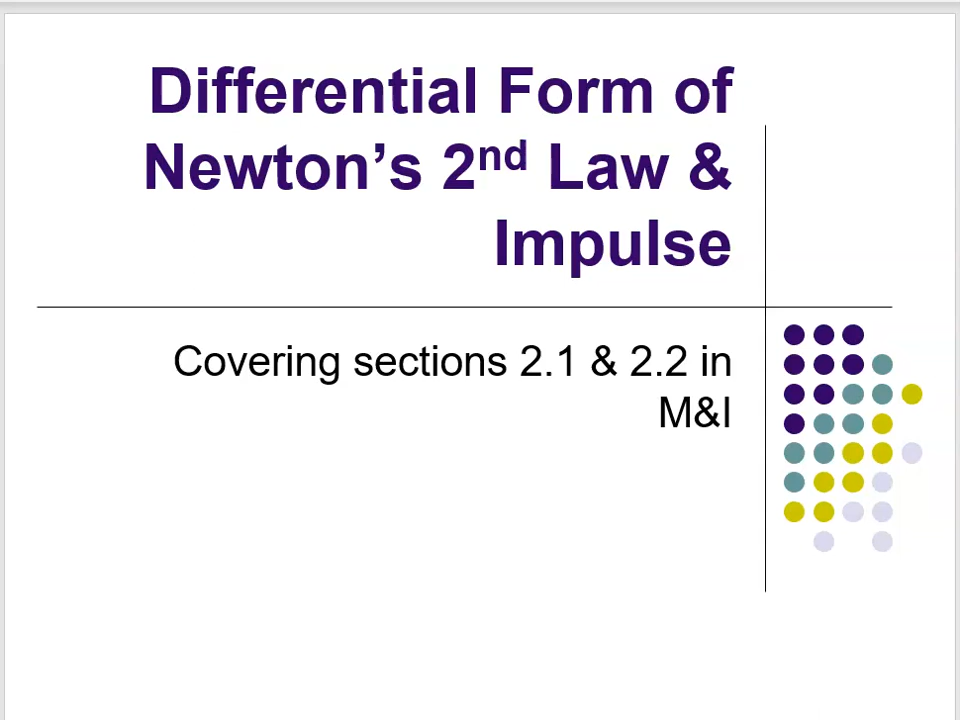 Differential Form of
Newton’s 2nd Law &
Impulse
Covering sections 2.1 & 2.2 in
M&I